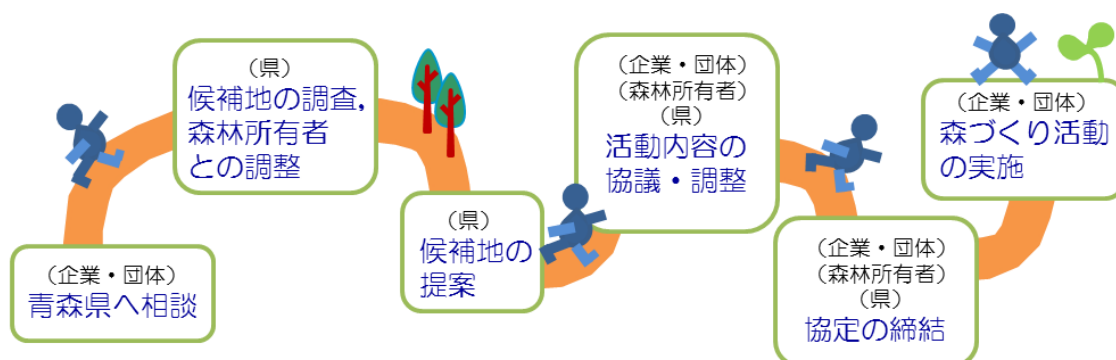 （企業・団体）
青森県へ相談
（県）
候補地の調査，
森林所有者
との調整
（県）
候補地の
提案
（企業・団体）
（森林所有者）
（県）
活動内容の
協議・調整
（企業・団体）
（森林所有者）
（県）
協定の締結
（企業・団体）
森づくり活動
の実施